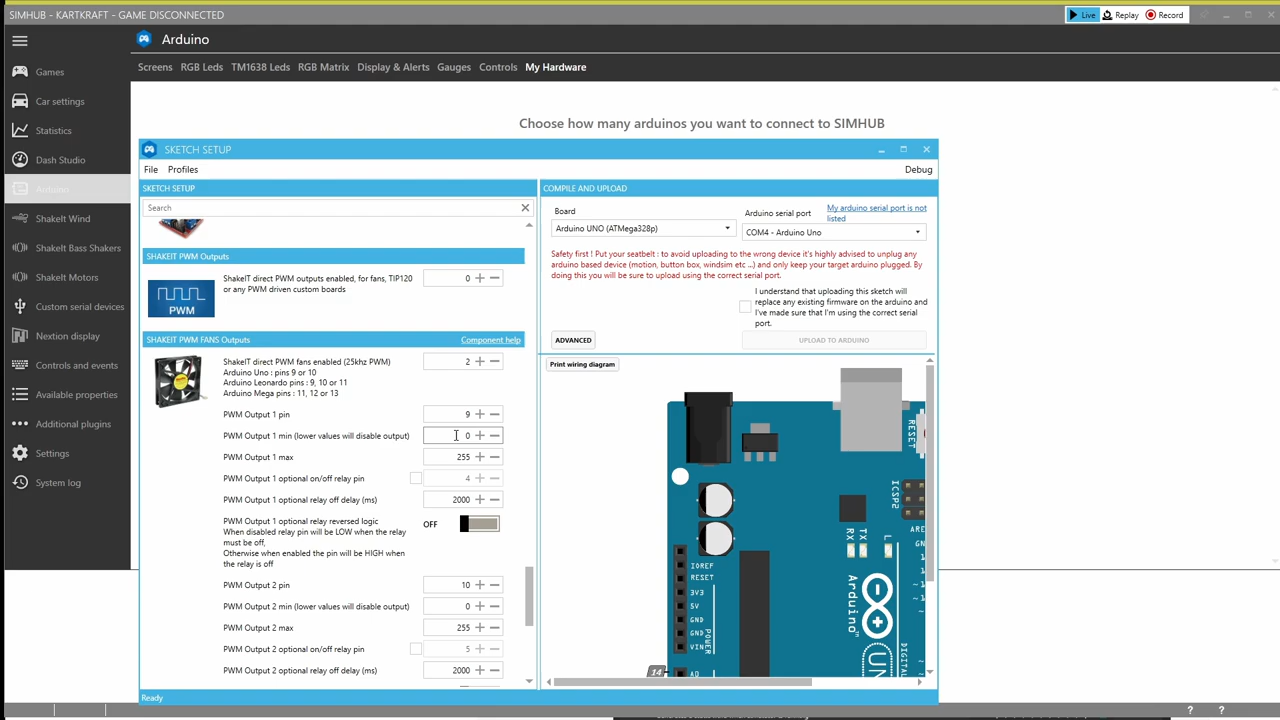 SIMHUB - KARTKRAFT - GAME DISCONNECTED
Live
Replay
Record
Arduino
Screens
RGB Leds
TM1638 Leds
RGB Matrix
Display & Alerts
Gauges
Controls
My Hardware
Games
Car settings
Statistics
Dash Studio
Arduino
ShakeIt Wind
ShakeIt Bass Shakers
ShakeIt Motors
Custom serial devices
Nextion display
Controls and events
Available properties
Additional plugins
Settings
System log
Choose how many arduinos you want to connect to SIMHUB
SKETCH SETUP
File
Profiles
Debug
SKETCH SETUP
Search
SHAKEIT PWM Outputs
PWM
ShakeIT direct PWM outputs enabled, for fans, TIP120
or any PWM driven custom boards
0
SHAKEIT PWM FANS Outputs
Component help
ShakeIT direct PWM fans enabled (25khz PWM)
Arduino Uno : pins 9 or 10
Arduino Leonardo pins : 9, 10 or 11
Arduino Mega pins : 11, 12 or 13
2
PWM Output 1 pin
9
PWM Output 1 min (lower values will disable output)
0
PWM Output 1 max
255
PWM Output 1 optional on/off relay pin
4
PWM Output 1 optional relay off delay (ms)
2000
PWM Output 1 optional relay reversed logic
When disabled relay pin will be LOW when the relay
must be off,
Otherwise when enabled the pin will be HIGH when
the relay is off
OFF
PWM Output 2 pin
10
PWM Output 2 min (lower values will disable output)
0
PWM Output 2 max
255
PWM Output 2 optional on/off relay pin
5
PWM Output 2 optional relay off delay (ms)
2000
Ready
COMPILE AND UPLOAD
Board
Arduino UNO (ATMega328p)
Arduino serial port
My arduino serial port is not
listed
COM4 - Arduino Uno
Safety first ! Put your seatbelt : to avoid uploading to the wrong device it's highly advised to unplug any
arduino based device (motion, button box, windsim etc ...) and only keep your target arduino plugged. By
doing this you will be sure to upload using the correct serial port.
I understand that uploading this sketch will
replace any existing firmware on the arduino and
I've made sure that I'm using the correct serial
port.
ADVANCED
UPLOAD TO ARDUINO
Print wiring diagram
RESET
ICSP2
ARE
GN
RX
TX
L
IOREF
RESET
3V3
5V
GND
GND
VIN
POWER
Arduino
UN
DIGITAL
14
A0